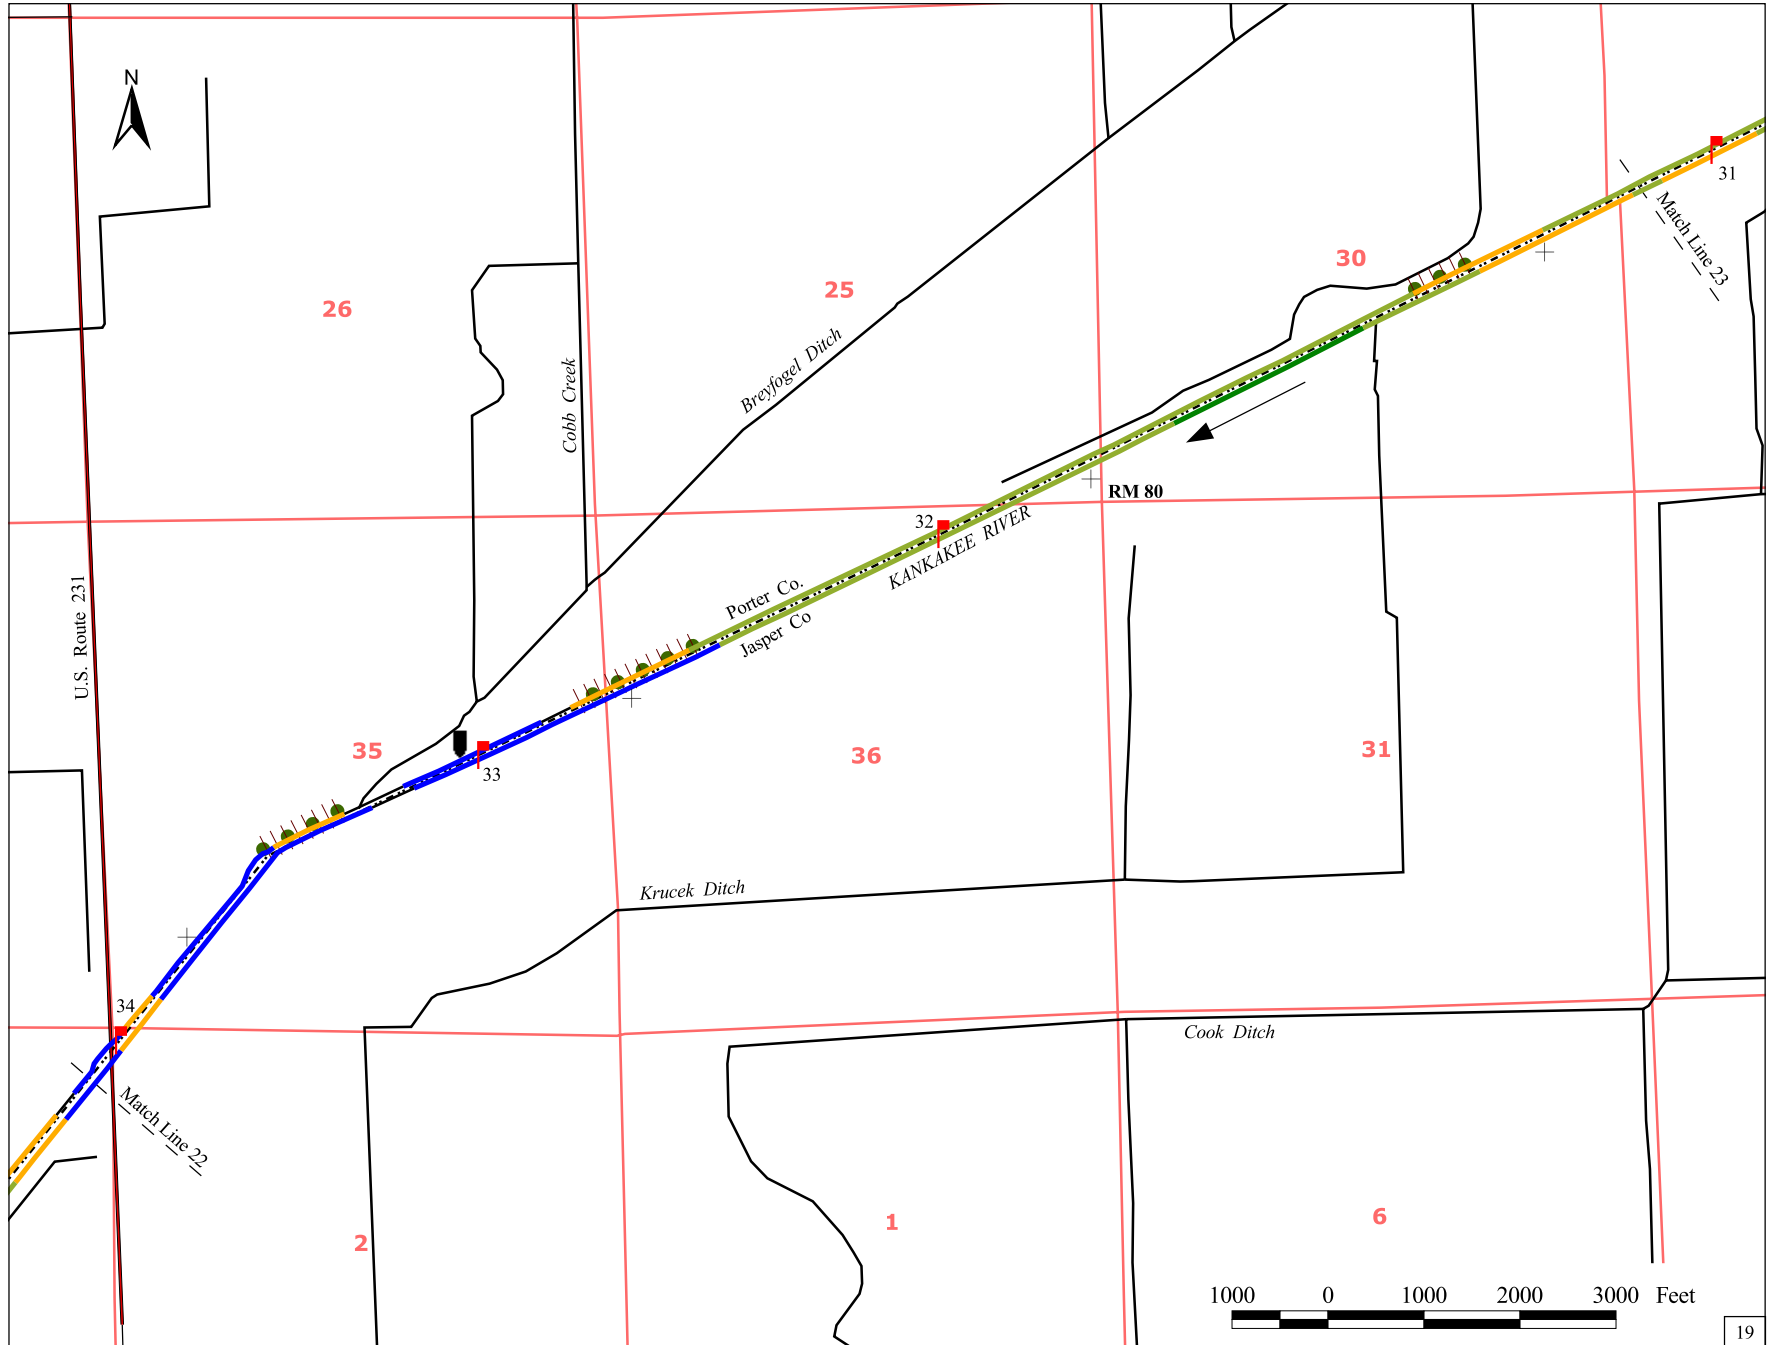 N
31
Match Line 23
30
25
26
Breyfogel Ditch
Cobb Creek
RM 80
32
KANKAKEE RIVER
U.S. Route 231
Porter Co.
Jasper Co
35
33
36
31
Krucek Ditch
34
Cook Ditch
Match Line 22
2
1
6
1000 0 1000 2000 3000 Feet
19